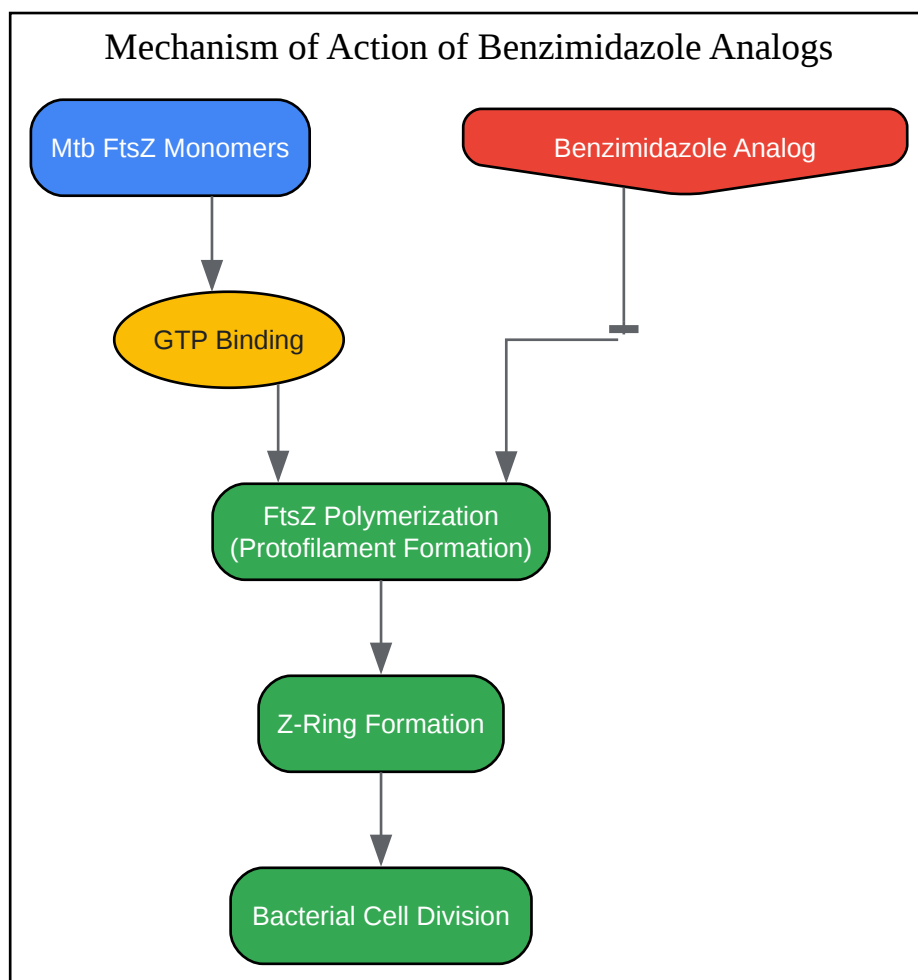 Mechanism of Action of Benzimidazole Analogs
Mtb FtsZ Monomers
Benzimidazole Analog
GTP Binding
FtsZ Polymerization
(Protofilament Formation)
Z-Ring Formation
Bacterial Cell Division